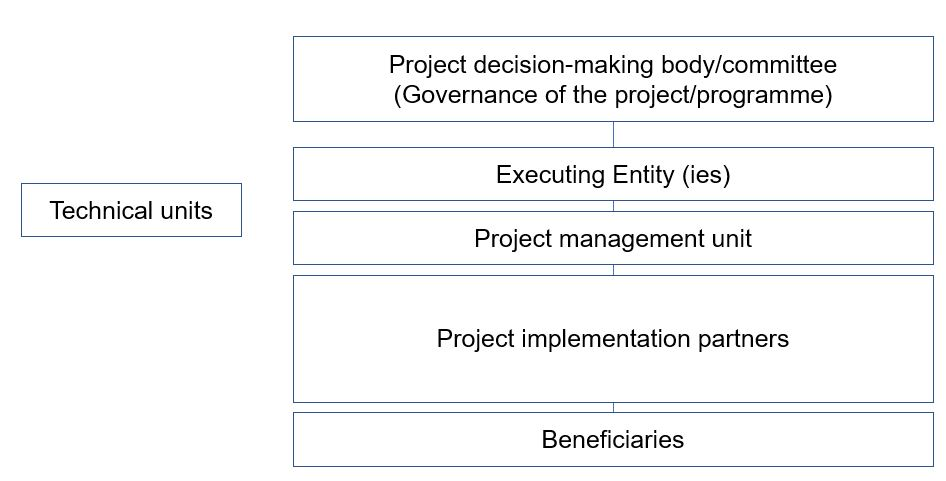 Project decision-making body/committee
(Governance of the project/programme)
Executing Entity (ies)
Technical units
Project management unit
Project implementation partners
Beneficiaries